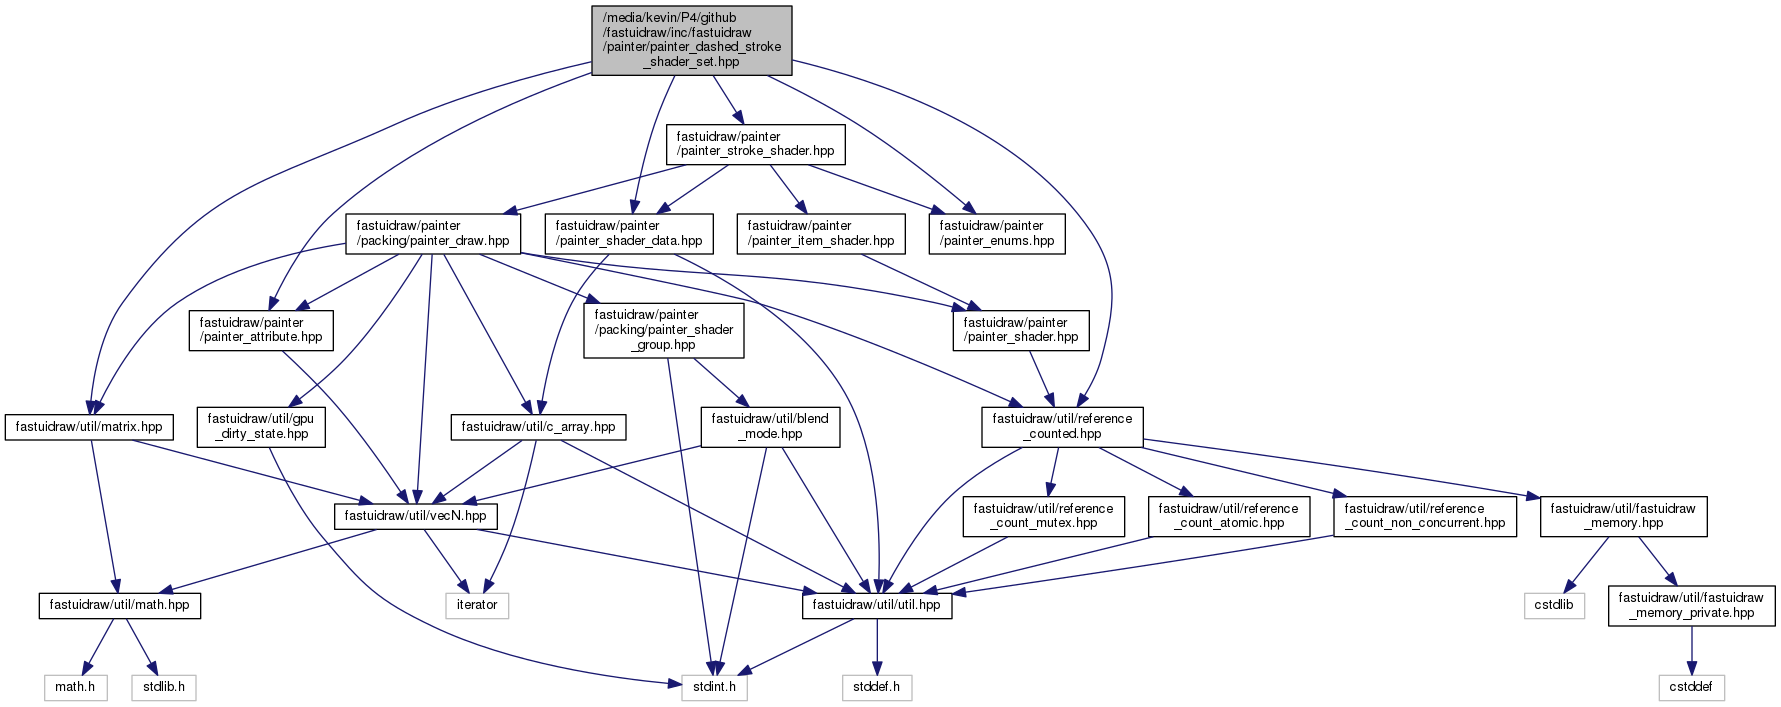 /media/kevin/P4/github
/fastuidraw/inc/fastuidraw
/painter/painter_dashed_stroke
_shader_set.hpp
fastuidraw/painter
/painter_stroke_shader.hpp
fastuidraw/painter
/packing/painter_draw.hpp
fastuidraw/painter
/painter_shader_data.hpp
fastuidraw/painter
/painter_item_shader.hpp
fastuidraw/painter
/painter_enums.hpp
fastuidraw/painter
/painter_attribute.hpp
fastuidraw/painter
/packing/painter_shader
_group.hpp
fastuidraw/painter
/painter_shader.hpp
fastuidraw/util/matrix.hpp
fastuidraw/util/gpu
_dirty_state.hpp
fastuidraw/util/c_array.hpp
fastuidraw/util/blend
_mode.hpp
fastuidraw/util/reference
_counted.hpp
fastuidraw/util/vecN.hpp
fastuidraw/util/reference
_count_mutex.hpp
fastuidraw/util/reference
_count_atomic.hpp
fastuidraw/util/reference
_count_non_concurrent.hpp
fastuidraw/util/fastuidraw
_memory.hpp
fastuidraw/util/math.hpp
iterator
fastuidraw/util/util.hpp
cstdlib
fastuidraw/util/fastuidraw
_memory_private.hpp
math.h
stdlib.h
stdint.h
stddef.h
cstddef